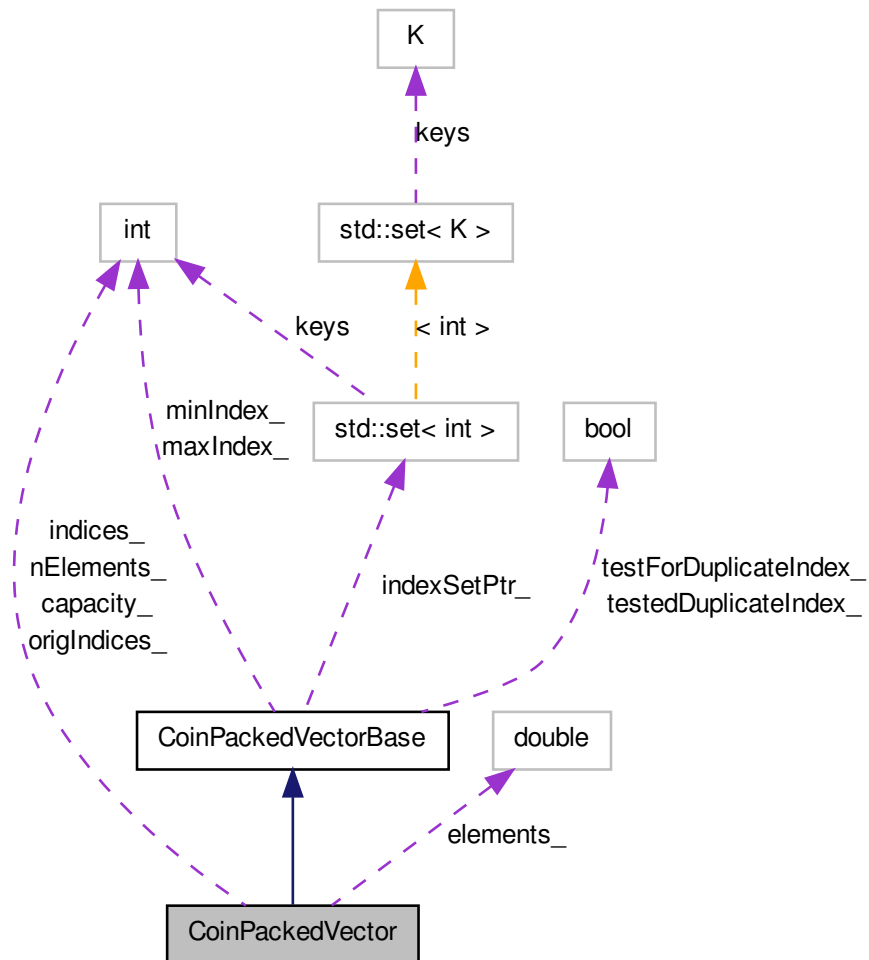 K
keys
int
std::set< K >
keys
< int >
minIndex_
maxIndex_
std::set< int >
bool
indices_
nElements_
capacity_
origIndices_
indexSetPtr_
testForDuplicateIndex_
testedDuplicateIndex_
CoinPackedVectorBase
double
elements_
CoinPackedVector